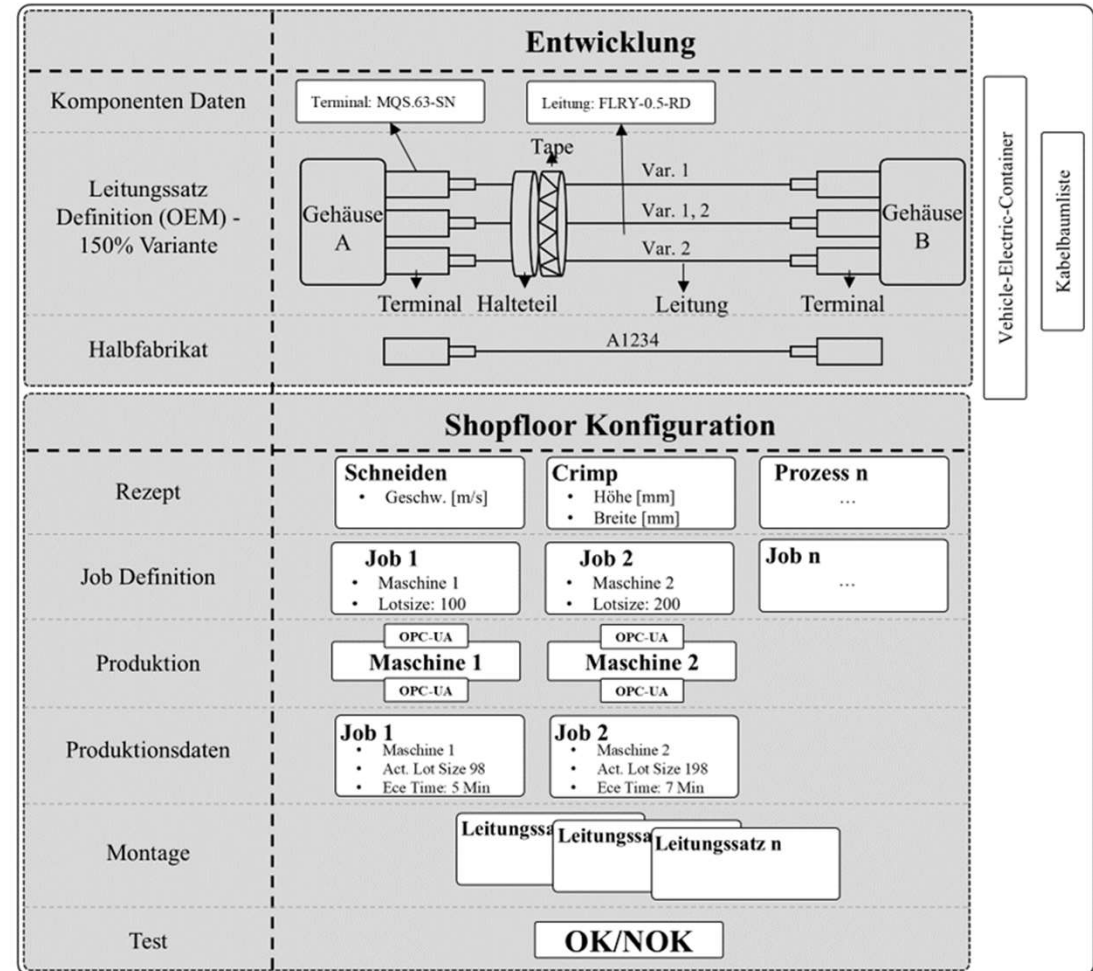 Entwicklung
Komponenten Daten
Terminal: MQS.63-SN
Leitung: FLRY-0.5-RD
Leitungssatz
Definition (OEM) -
150% Variante
Tape
Gehäuse
A
Var. 1
Var. 1, 2
Var. 2
Gehäuse
B
Terminal
Halteteil
Leitung
Terminal
Halbfabrikat
A1234
Vehicle-Electric-Container
Kabelbaumliste
Shopfloor Konfiguration
Rezept
Schneiden
• Geschw. [m/s]
Crimp
• Höhe [mm]
• Breite [mm]
Prozess n
...
Job Definition
Job 1
• Maschine 1
• Lotsize: 100
Job 2
• Maschine 2
• Lotsize: 200
Job n
...
Produktion
OPC-UA
Maschine 1
OPC-UA
OPC-UA
Maschine 2
OPC-UA
Produktionsdaten
Job 1
• Maschine 1
• Act. Lot Size 98
• Ece Time: 5 Min
Job 2
• Maschine 2
• Act. Lot Size 198
• Ece Time: 7 Min
Montage
Leitungssa
Leitungssa
Leitungssatz n
Test
OK/NOK